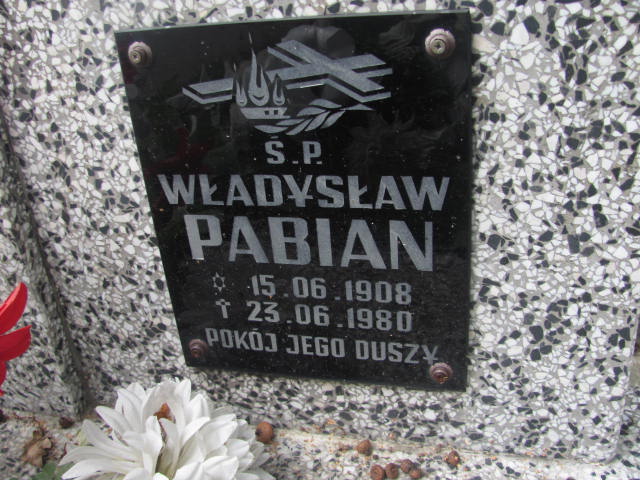 Ś.P.
WŁADYSŁAW
PABIAN
✡ 15.06.1908
† 23.06.1980
POKÓJ JEGO DUSZY